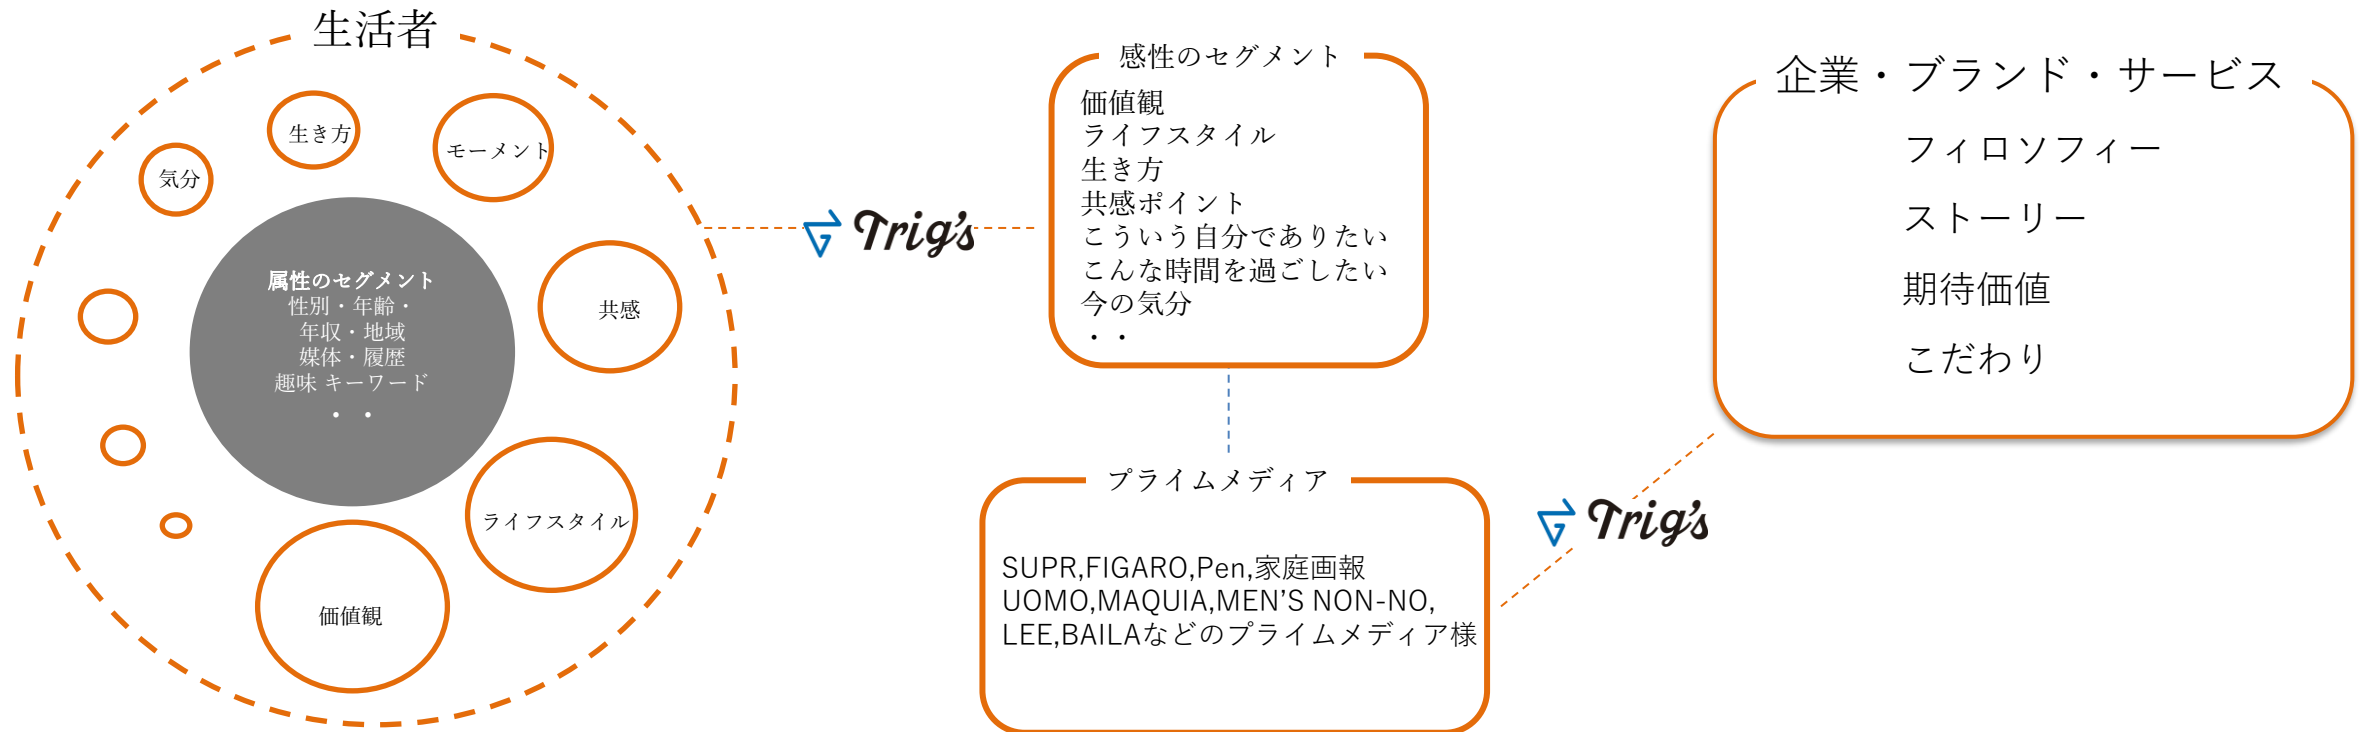 生活者
生き方
モーメント
気分
属性のセグメント
性別・年齢・
年収・地域
媒体・履歴
趣味 キーワード
・・
共感
ライフスタイル
価値観
Trig's
感性のセグメント
価値観
ライフスタイル
生き方
共感ポイント
こういう自分でありたい
こんな時間を過ごしたい
今の気分
・・
プライムメディア
SUPR,FIGARO,Pen,家庭画報
UOMO,MAQUIA,MEN’S NON-NO,
LEE,BAILAなどのプライムメディア様
Trig's
企業・ブランド・サービス
フィロソフィー
ストーリー
期待価値
こだわり